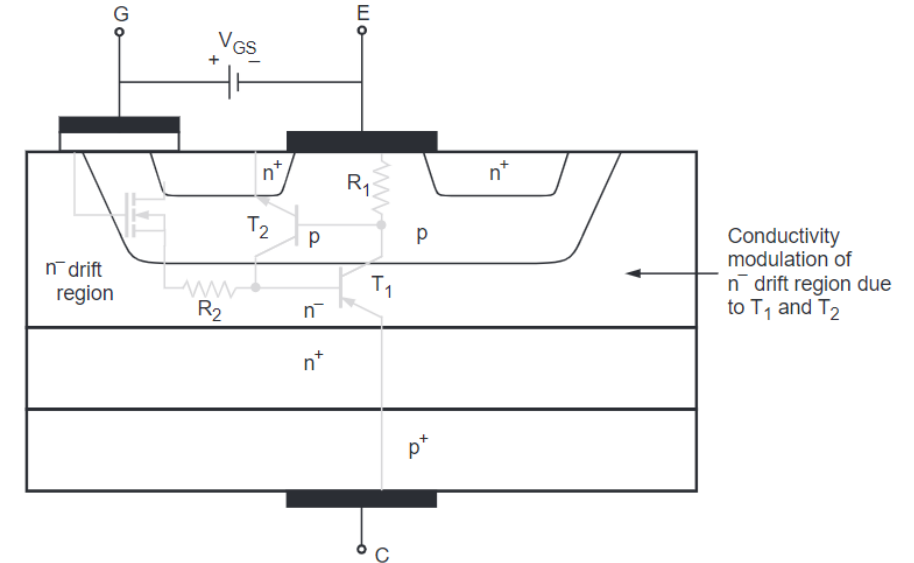 G
E
V_GS
+ −
n⁺
R₁
n⁺
T₂
p
p
n⁻ drift
region
R₂
T₁
n⁻
Conductivity
modulation of
n⁻ drift region due
to T₁ and T₂
n⁺
p⁺
C